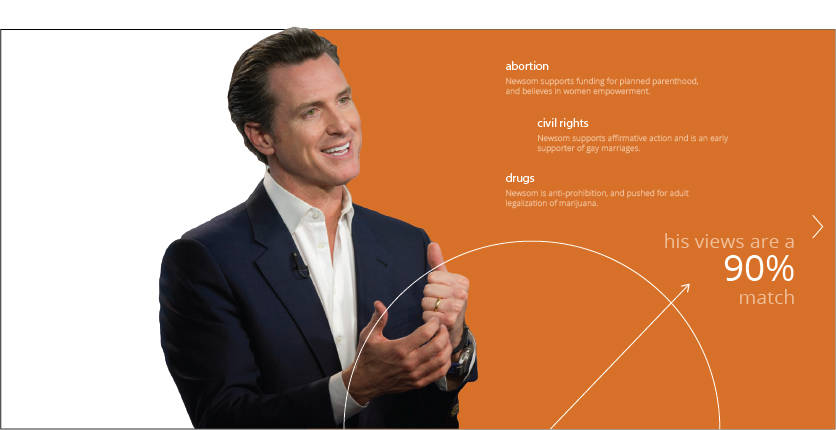 abortion
Newsom supports funding for planned parenthood,
and believes in women empowerment.
civil rights
Newsom supports affirmative action and is an early
supporter of gay marriages.
drugs
Newsom is anti-prohibition, and pushed for adult
legalization of marijuana.
his views are a
90%
match